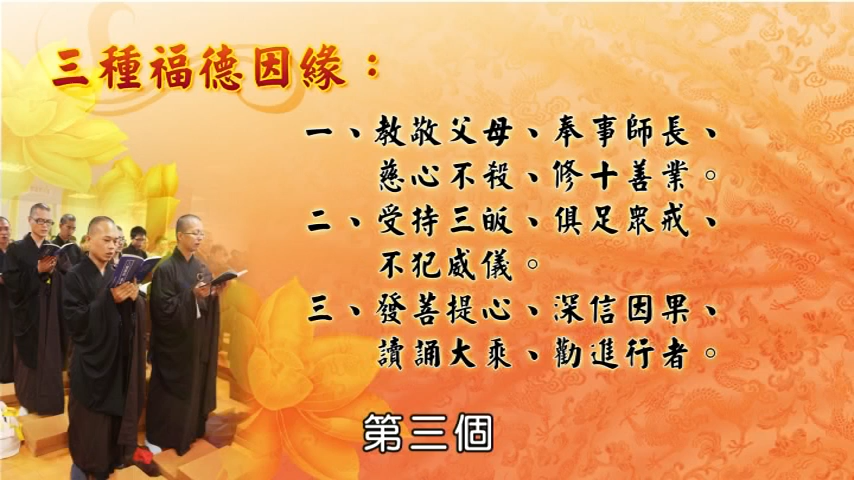 三種福德因緣：
一、教敬父母、奉事師長、
慈心不殺、修十善業。
二、受持三皈、俱足眾戒、
不犯威儀。
三、發菩提心、深信因果、
讀誦大乘、勸進行者。
第三個